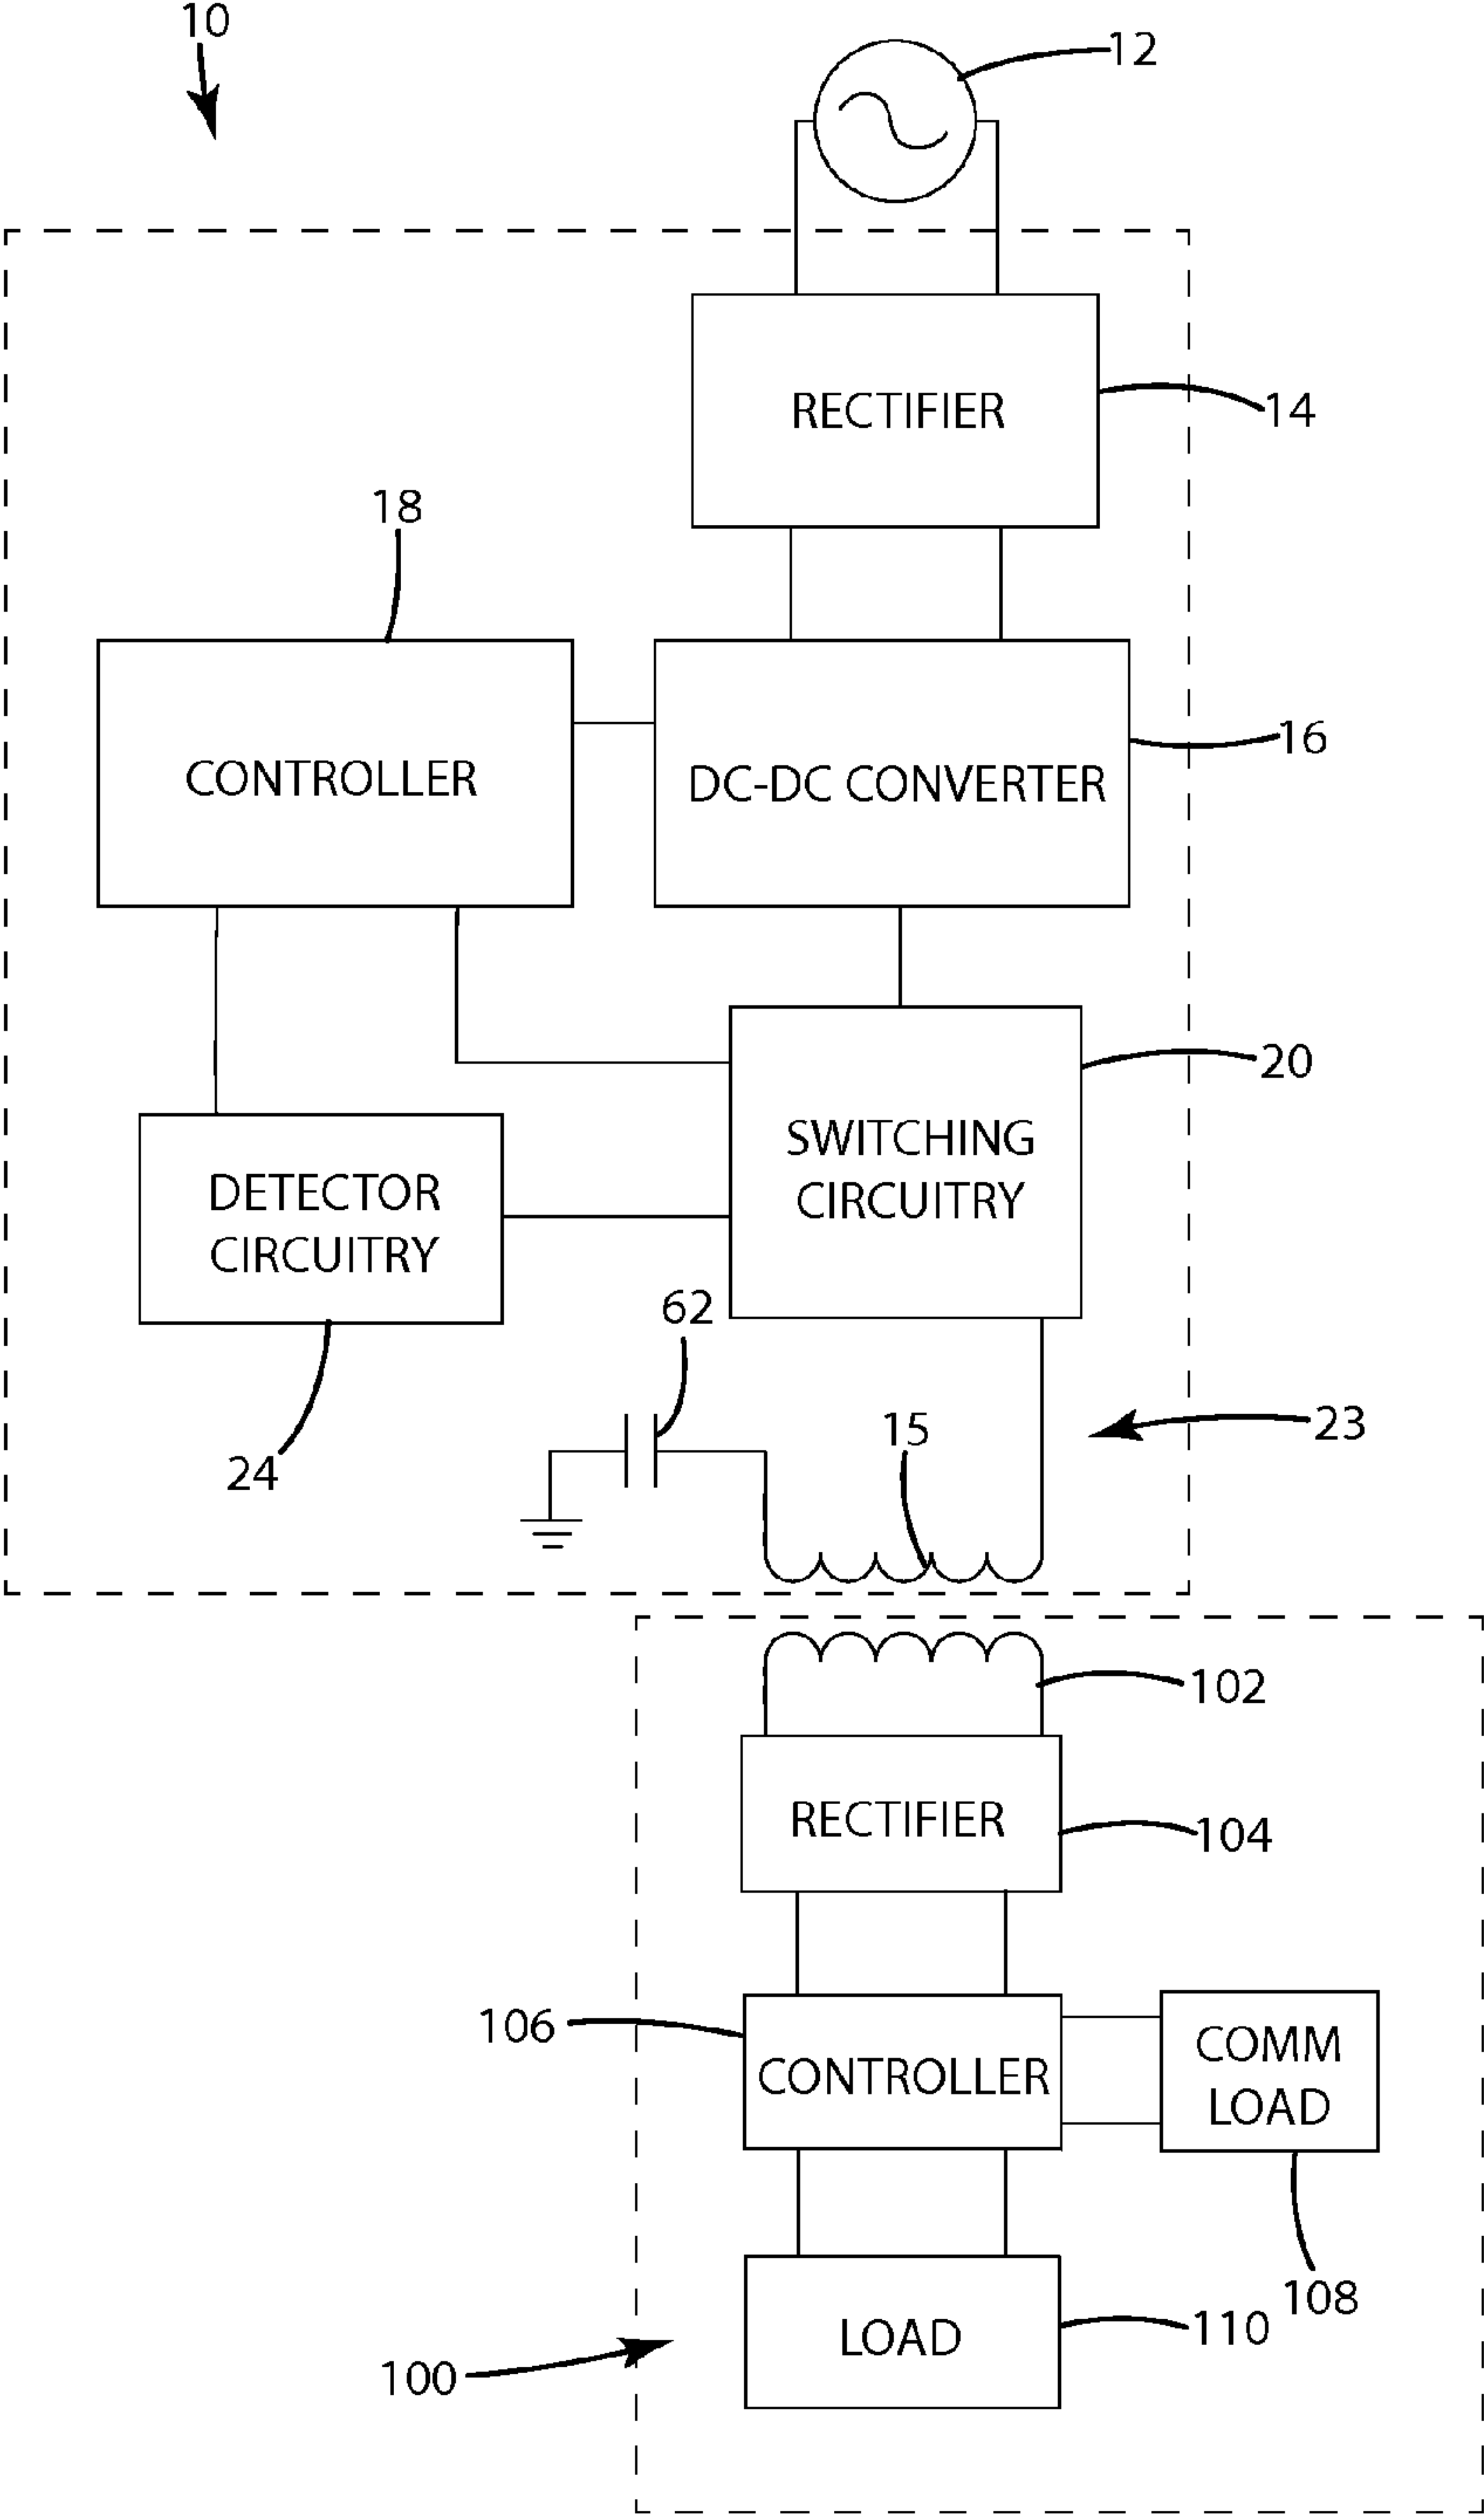 10
12
RECTIFIER
14
18
CONTROLLER
DC-DC CONVERTER
16
20
SWITCHING
CIRCUITRY
DETECTOR
CIRCUITRY
62
15
23
24
102
RECTIFIER
104
106
CONTROLLER
COMM
LOAD
108
LOAD
110
100